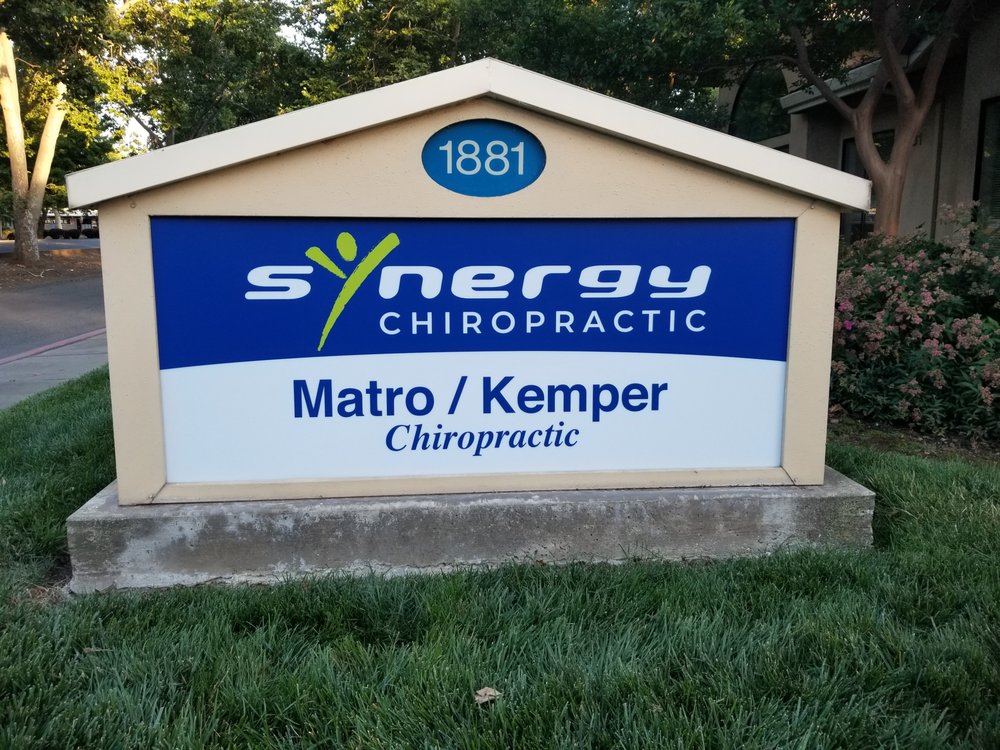 1881
synergy
CHIROPRACTIC
Matro / Kemper
Chiropractic